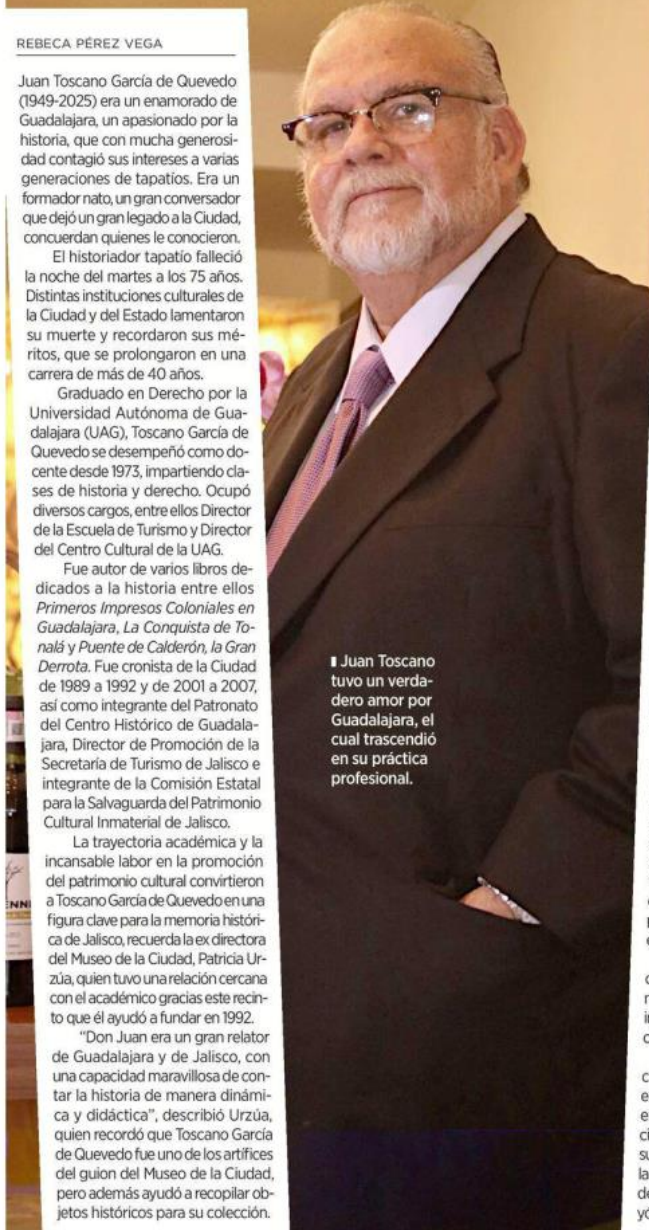 REBECA PÉREZ VEGA
Juan Toscano García de Quevedo
(1949-2025) era un enamorado de
Guadalajara, un apasionado por la
historia, que con mucha generosi-
dad contagió sus intereses a varias
generaciones de tapatíos. Era un
formador nato, un gran conversador
que dejó un gran legado a la Ciudad,
concuerdan quienes le conocieron.
El historiador tapatío falleció
la noche del martes a los 75 años.
Distintas instituciones culturales de
la Ciudad y del Estado lamentaron
su muerte y recordaron sus mé-
ritos, que se prolongaron en una
carrera de más de 40 años.
Graduado en Derecho por la
Universidad Autónoma de Gua-
dalajara (UAG), Toscano García de
Quevedo se desempeñó como do-
cente desde 1973, impartiendo cla-
ses de historia y derecho. Ocupó
diversos cargos, entre ellos Director
de la Escuela de Turismo y Director
del Centro Cultural de la UAG.
Fue autor de varios libros de-
dicados a la historia entre ellos
Primeros Impresos Coloniales en
Guadalajara, La Conquista de To-
nalá y Puente de Calderón, la Gran
Derrota. Fue cronista de la Ciudad
de 1989 a 1992 y de 2001 a 2007,
así como integrante del Patronato
del Centro Histórico de Guadala-
jara, Director de Promoción de la
Secretaría de Turismo de Jalisco e
integrante de la Comisión Estatal
para la Salvaguarda del Patrimonio
Cultural Inmaterial de Jalisco.
La trayectoria académica y la
incansable labor en la promoción
del patrimonio cultural convirtieron
a Toscano García de Quevedo en una
figura clave para la memoria históri-
ca de Jalisco, recuerda la ex directora
del Museo de la Ciudad, Patricia Ur-
zúa, quien tuvo una relación cercana
con el académico gracias este recin-
to que él ayudó a fundar en 1992.
"Don Juan era un gran relator
de Guadalajara y de Jalisco, con
una capacidad maravillosa de con-
tar la historia de manera dinámi-
ca y didáctica", describió Urzúa,
quien recordó que Toscano García
de Quevedo fue uno de los artífices
del guion del Museo de la Ciudad,
pero además ayudó a recopilar ob-
jetos históricos para su colección.
Juan Toscano
tuvo un verda-
dero amor por
Guadalajara, el
cual trascendió
en su práctica
profesional.